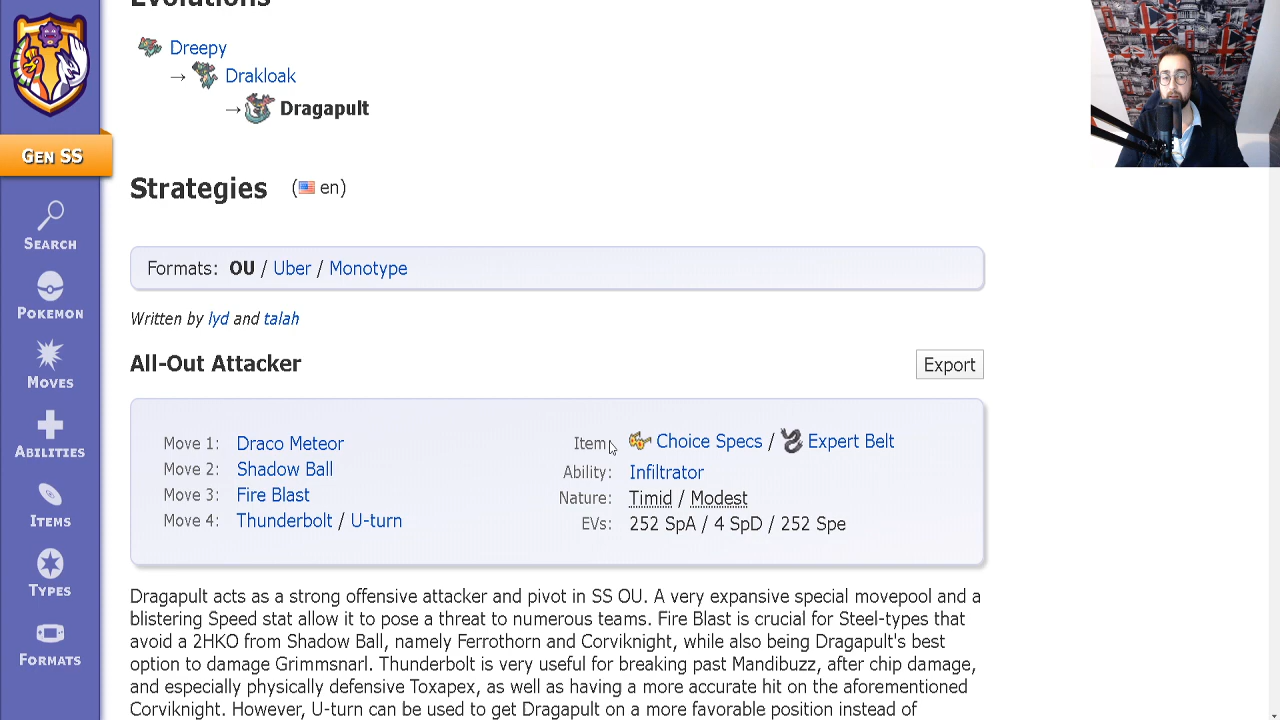 Evolutions
Dreepy
→ Drakloak
→ Dragapult
GEN SS
Strategies (en)
SEARCH
Formats: OU / Uber / Monotype
POKEMON
Written by lyd and talah
All-Out Attacker Export
MOVES
Move 1: Draco Meteor
Move 2: Shadow Ball
Move 3: Fire Blast
Move 4: Thunderbolt / U-turn
Item: Choice Specs / Expert Belt
Ability: Infiltrator
Nature: Timid / Modest
EVs: 252 SpA / 4 SpD / 252 Spe
ABILITIES
ITEMS
TYPES
FORMATS
Dragapult acts as a strong offensive attacker and pivot in SS OU. A very expansive special movepool and a
blistering Speed stat allow it to pose a threat to numerous teams. Fire Blast is crucial for Steel-types that
avoid a 2HKO from Shadow Ball, namely Ferrothorn and Corviknight, while also being Dragapult's best
option to damage Grimmsnarl. Thunderbolt is very useful for breaking past Mandibuzz, after chip damage,
and especially physically defensive Toxapex, as well as having a more accurate hit on the aforementioned
Corviknight. However, U-turn can be used to get Dragapult on a more favorable position instead of